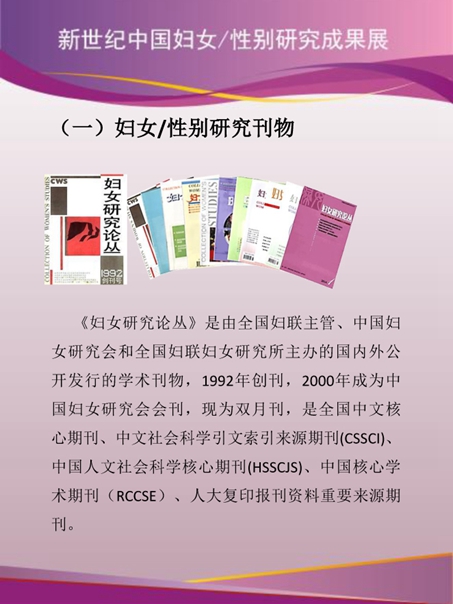 新世纪中国妇女/性别研究成果展
（一）妇女/性别研究刊物
CWS
妇女研究论丛
COLLECTION OF WOMEN'S STUDIES
1992
创刊号
妇
妇
COLLECTION OF
STUDIES
妇
妇女研究论丛
《妇女研究论丛》是由全国妇联主管、中国妇
女研究会和全国妇联妇女研究所主办的国内外公
开发行的学术刊物，1992年创刊，2000年成为中
国妇女研究会会刊，现为双月刊，是全国中文核
心期刊、中文社会科学引文索引来源期刊(CSSCI)、
中国人文社会科学核心期刊(HSSCJS)、中国核心学
术期刊（RCCSE）、人大复印报刊资料重要来源期
刊。